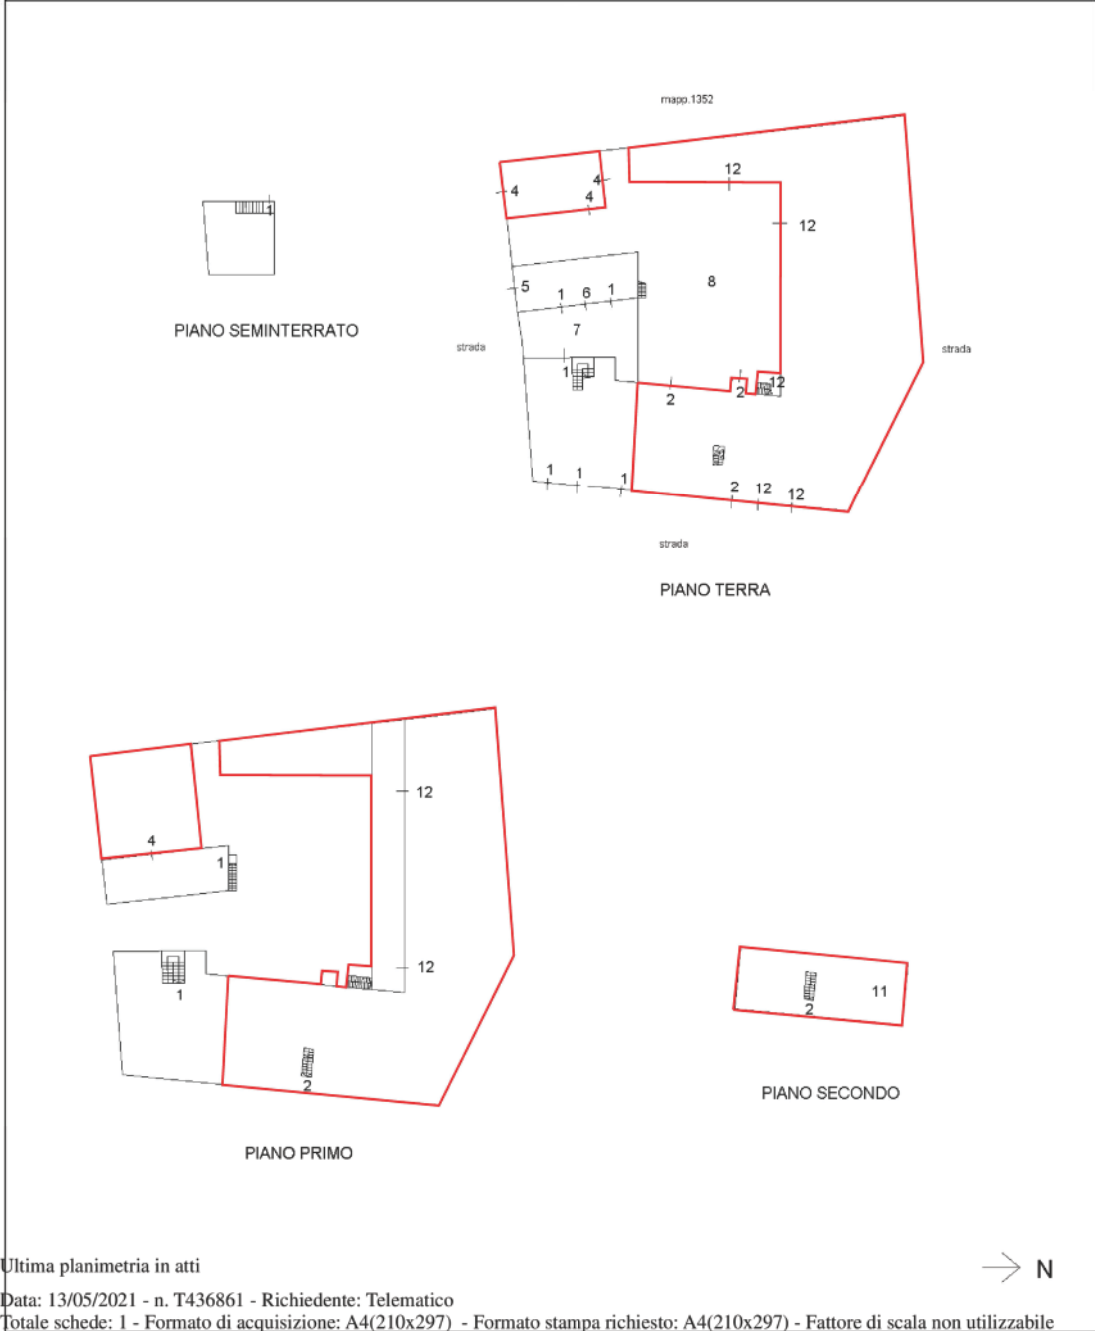 mapp.1352
12
4
4
4
12
1
8
5
1
6
1
7
PIANO SEMINTERRATO
strada
strada
1
12
2
2
1
1
1
2
12
12
strada
PIANO TERRA
12
4
1
12
1
11
2
2
PIANO SECONDO
PIANO PRIMO
Ultima planimetria in atti
N
Data: 13/05/2021 - n. T436861 - Richiedente: Telematico
Totale schede: 1 - Formato di acquisizione: A4(210x297) - Formato stampa richiesto: A4(210x297) - Fattore di scala non utilizzabile